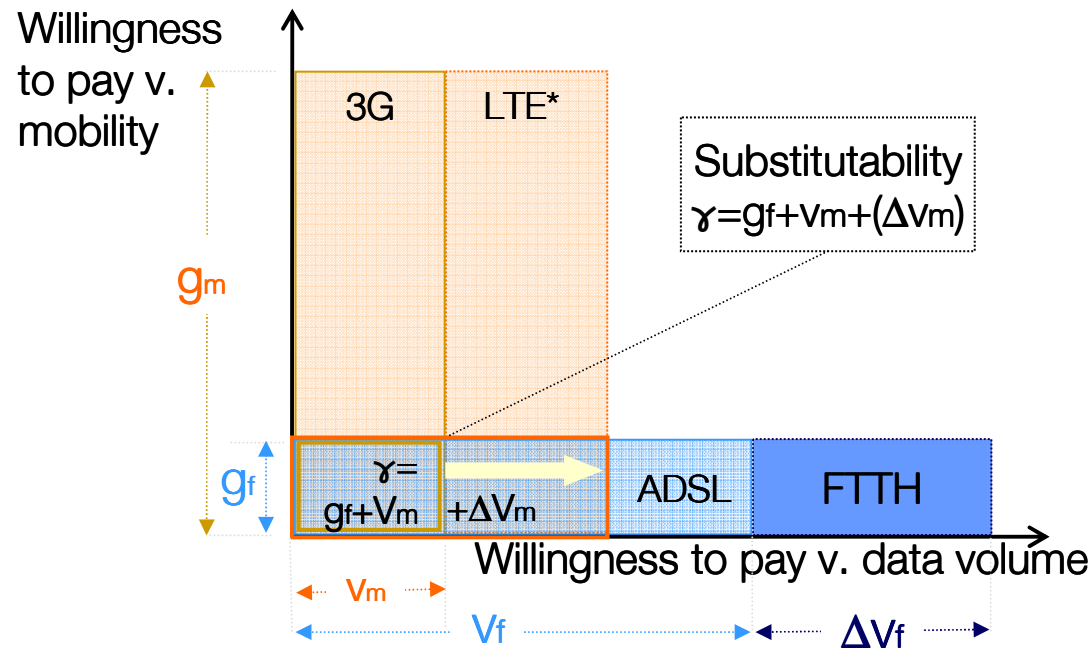 Willingness
to pay v.
mobility
3G
LTE*
Substitutability
ɤ=gf+vm+(Δvm)
gm
gf
ɤ=
gf+Vm
+ΔVm
ADSL
FTTH
Willingness to pay v. data volume
vm
Vf
ΔVf